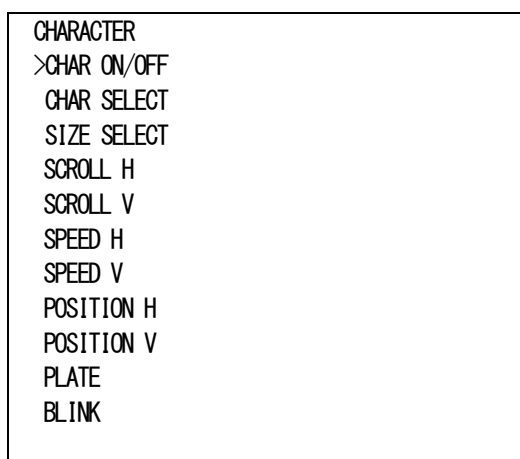 CHARACTER
>CHAR ON/OFF
CHAR SELECT
SIZE SELECT
SCROLL H
SCROLL V
SPEED H
SPEED V
POSITION H
POSITION V
PLATE
BLINK